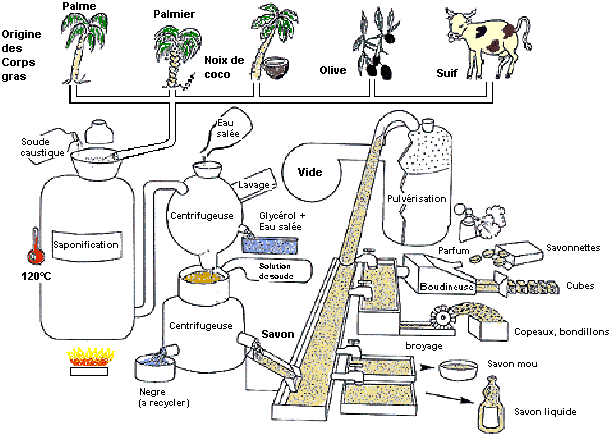 Origine
des
Corps
gras
Palme
Palmier
Noix de
coco
Olive
Suif
Soude
caustique
Eau
salée
Lavage
Vide
Pulvérisation
Centrifugeuse
Glycérol +
Eau salée
Saponification
120°C
Solution
de soude
Parfum
Savonnettes
Boudineuse
Cubes
Centrifugeuse
Savon
broyage
Copeaux, bondillons
Negre
(a recycler)
Savon mou
Savon liquide